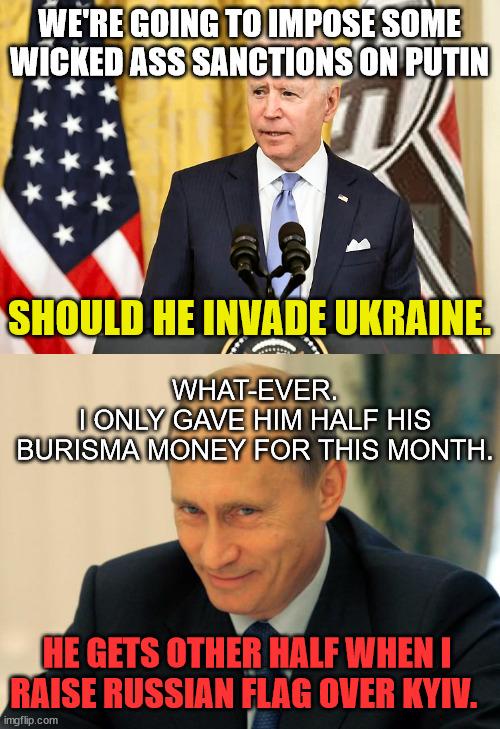 WE'RE GOING TO IMPOSE SOME
WICKED ASS SANCTIONS ON PUTIN
SHOULD HE INVADE UKRAINE.
WHAT-EVER.
I ONLY GAVE HIM HALF HIS
BURISMA MONEY FOR THIS MONTH.
HE GETS OTHER HALF WHEN I
RAISE RUSSIAN FLAG OVER KYIV.
imgflip.com